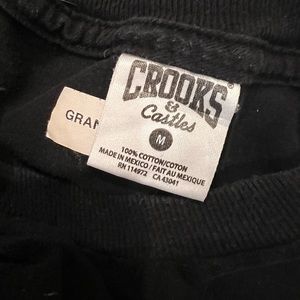 CROOKS
&
Castles
M
100% COTTON/COTON
MADE IN MEXICO/FAIT AU MEXIQUE
RN 114972 CA 43041
GRAN